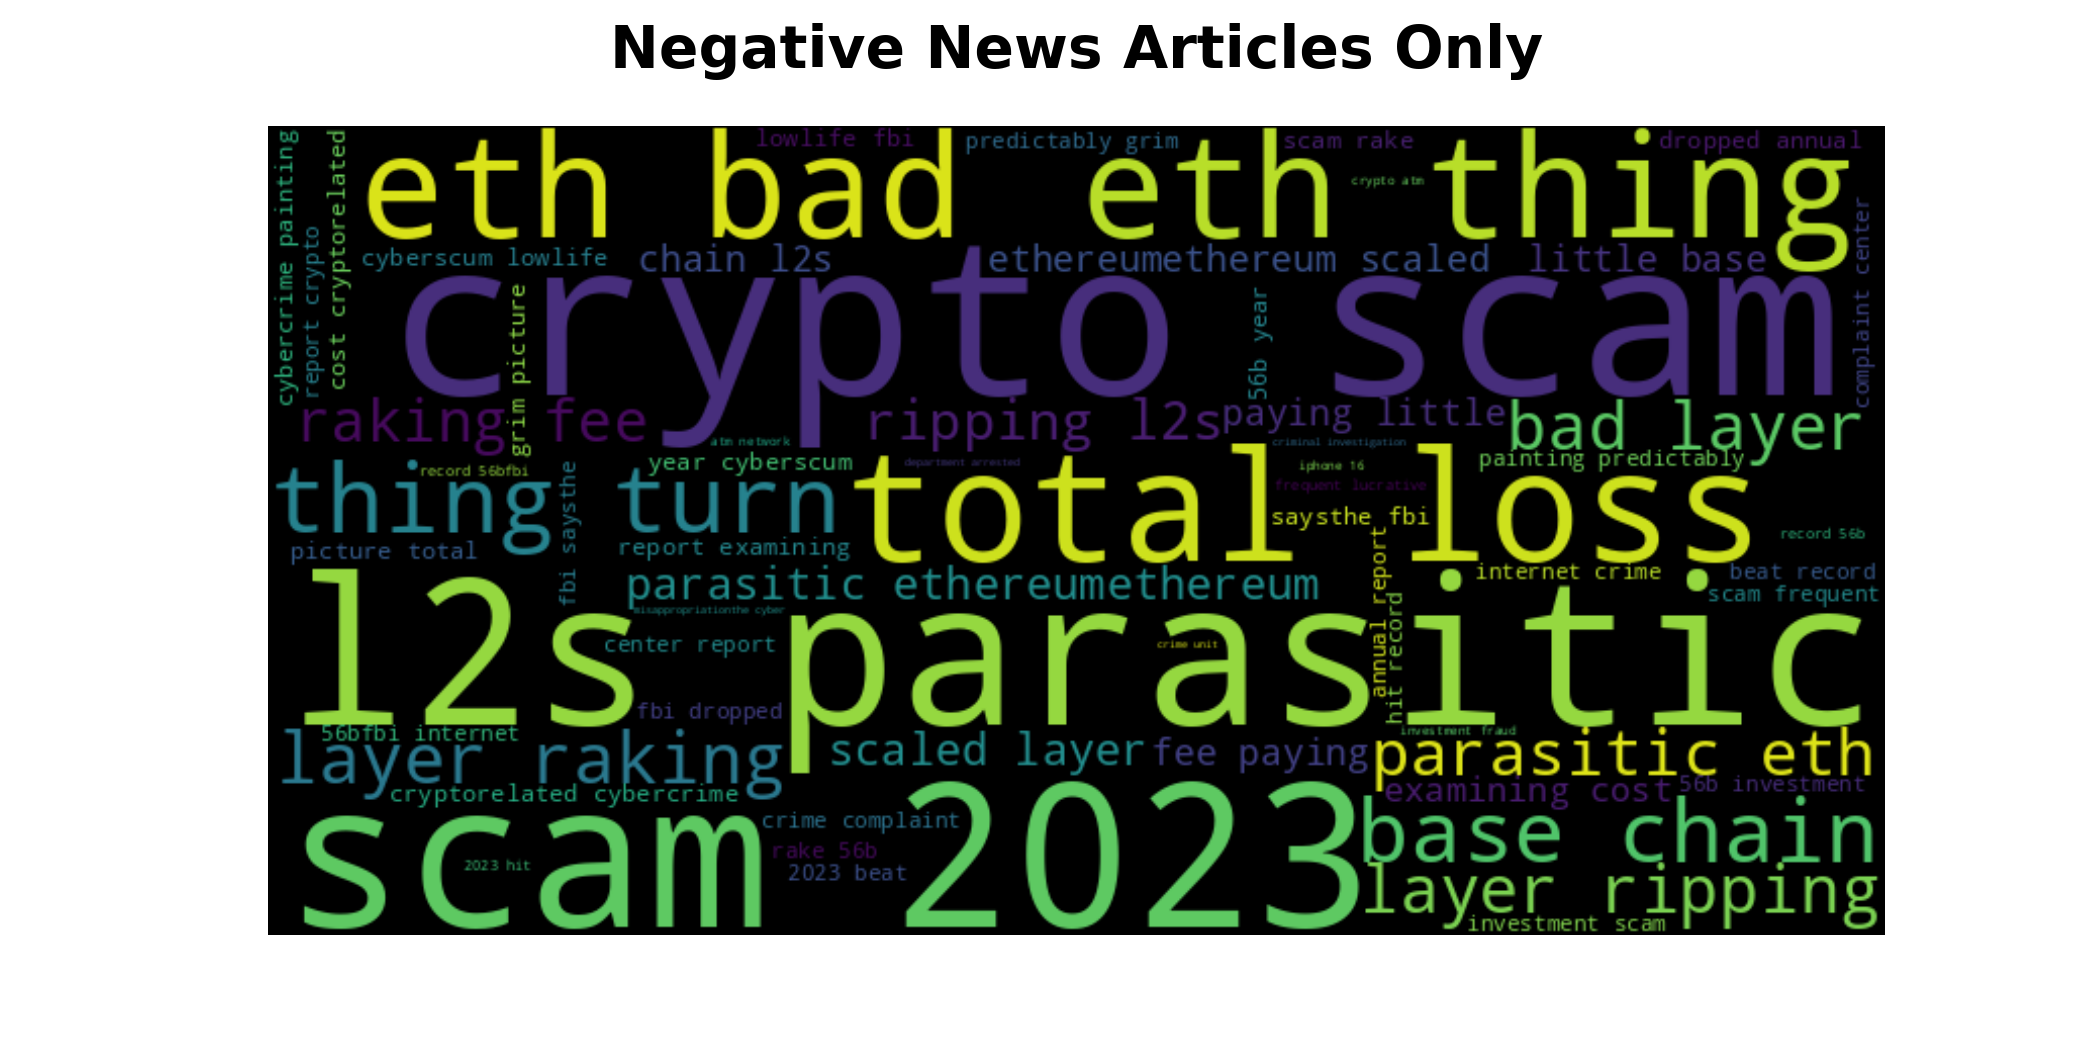 Negative News Articles Only
lowlife fbi
predictably grim
scam rake
dropped annual
eth bad
eth thing
crypto atm
cybercrime painting
report crypto
cost cryptorelated
cyberscum lowlife
chain l2s
ethereumethereum scaled
little base
complaint center
crypto scam
grim picture
56b year
raking fee
ripping l2s
paying little
bad layer
atm network
criminal investigation
record 56bfbi
year cyberscum
department arrested
iphone 16
painting predictably
thing turn
total loss
frequent lucrative
saysthe fbi
record 56b
picture total
fbi saysthe
report examining
annual report
internet crime
beat record
parasitic ethereumethereum
scam frequent
misappropriationthe cyber
l2s parasitic
center report
crime unit
hit record
fbi dropped
56bfbi internet
investment fraud
layer raking
scaled layer
fee paying
parasitic eth
cryptorelated cybercrime
examining cost
56b investment
scam 2023
crime complaint
base chain
rake 56b
2023 hit
2023 beat
layer ripping
investment scam